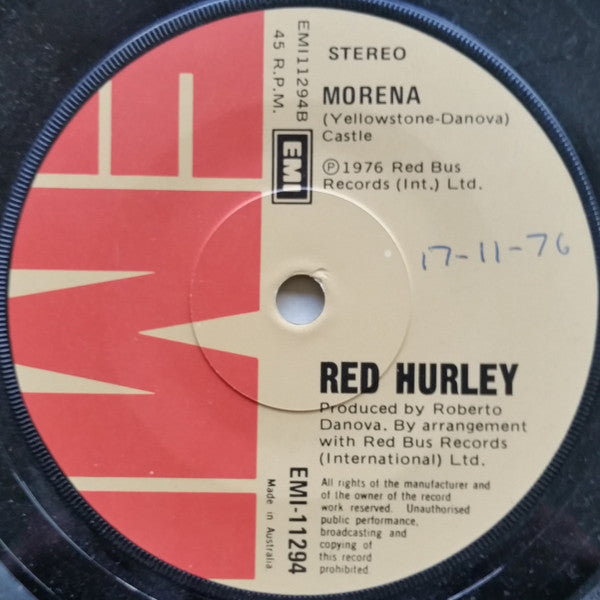 STEREO
MORENA
(Yellowstone-Danova)
Castle
Ⓟ1976 Red Bus
Records (Int.) Ltd.
EMI11294B
45 R.P.M.
EMI
EMI
17-11-76
RED HURLEY
Produced by Roberto
Danova. By arrangement
with Red Bus Records
(International) Ltd.
All rights of the manufacturer and
of the owner of the record
work reserved. Unauthorised
public performance,
broadcasting and
copying of
this record
prohibited.
EMI-11294
Made in Australia.